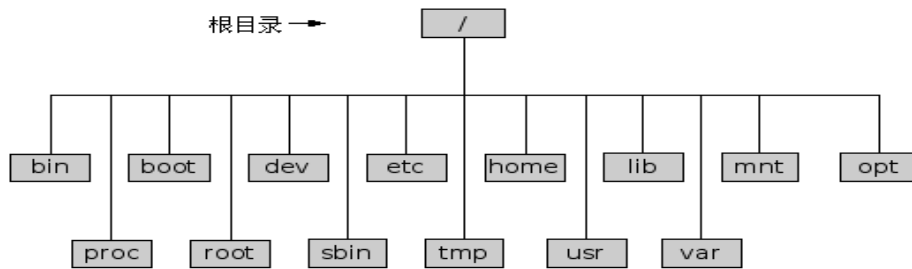 根目录 /
bin boot dev etc home lib mnt opt
proc root sbin tmp usr var